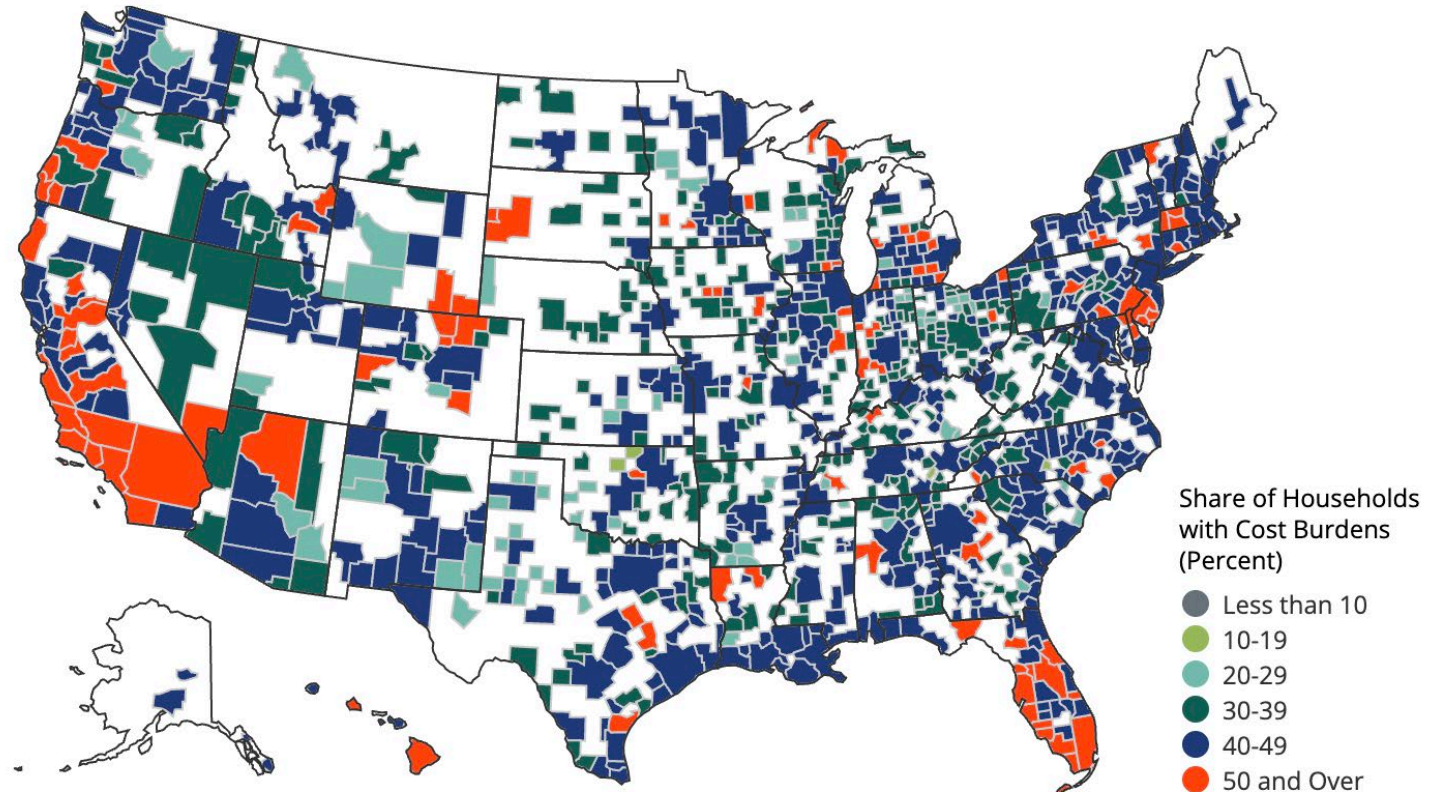 Share of Households
with Cost Burdens
(Percent)
Less than 10
10-19
20-29
30-39
40-49
50 and Over